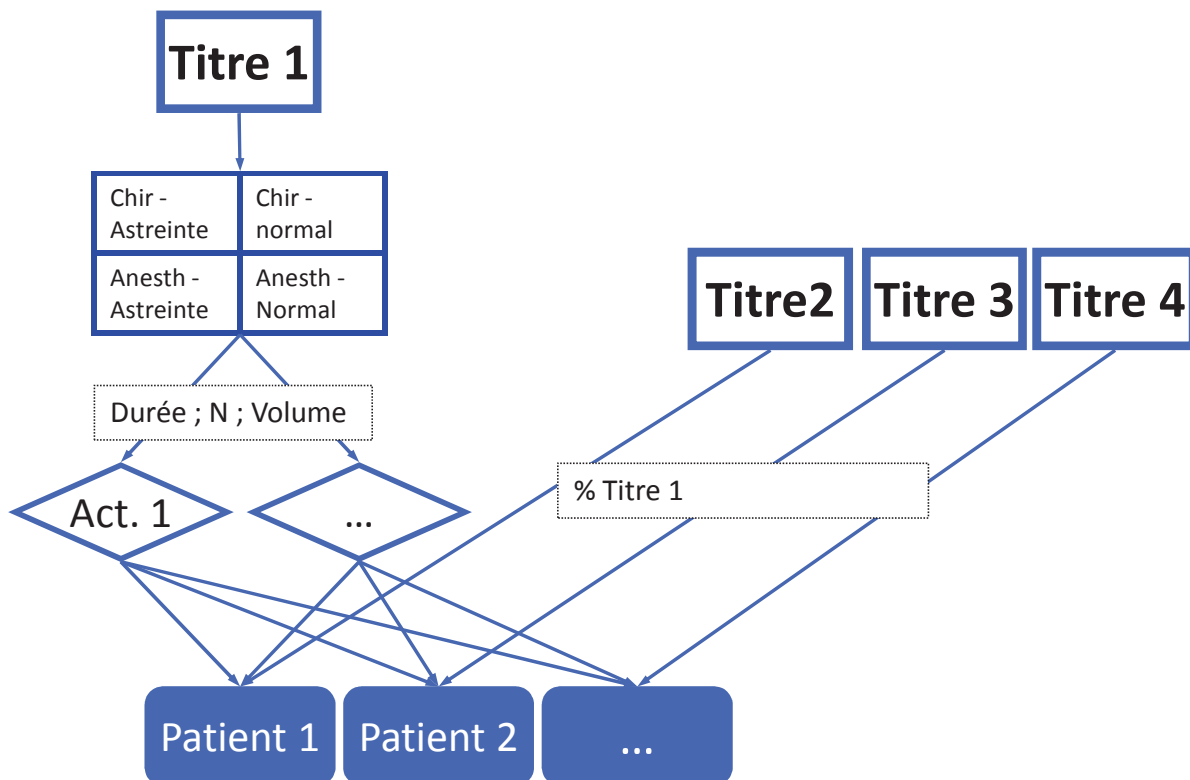 Titre 1
Chir -
Astreinte
Chir -
normal
Anesth -
Astreinte
Anesth -
Normal
Titre2
Titre 3
Titre 4
Durée ; N ; Volume
% Titre 1
Act. 1
...
Patient 1
Patient 2
...